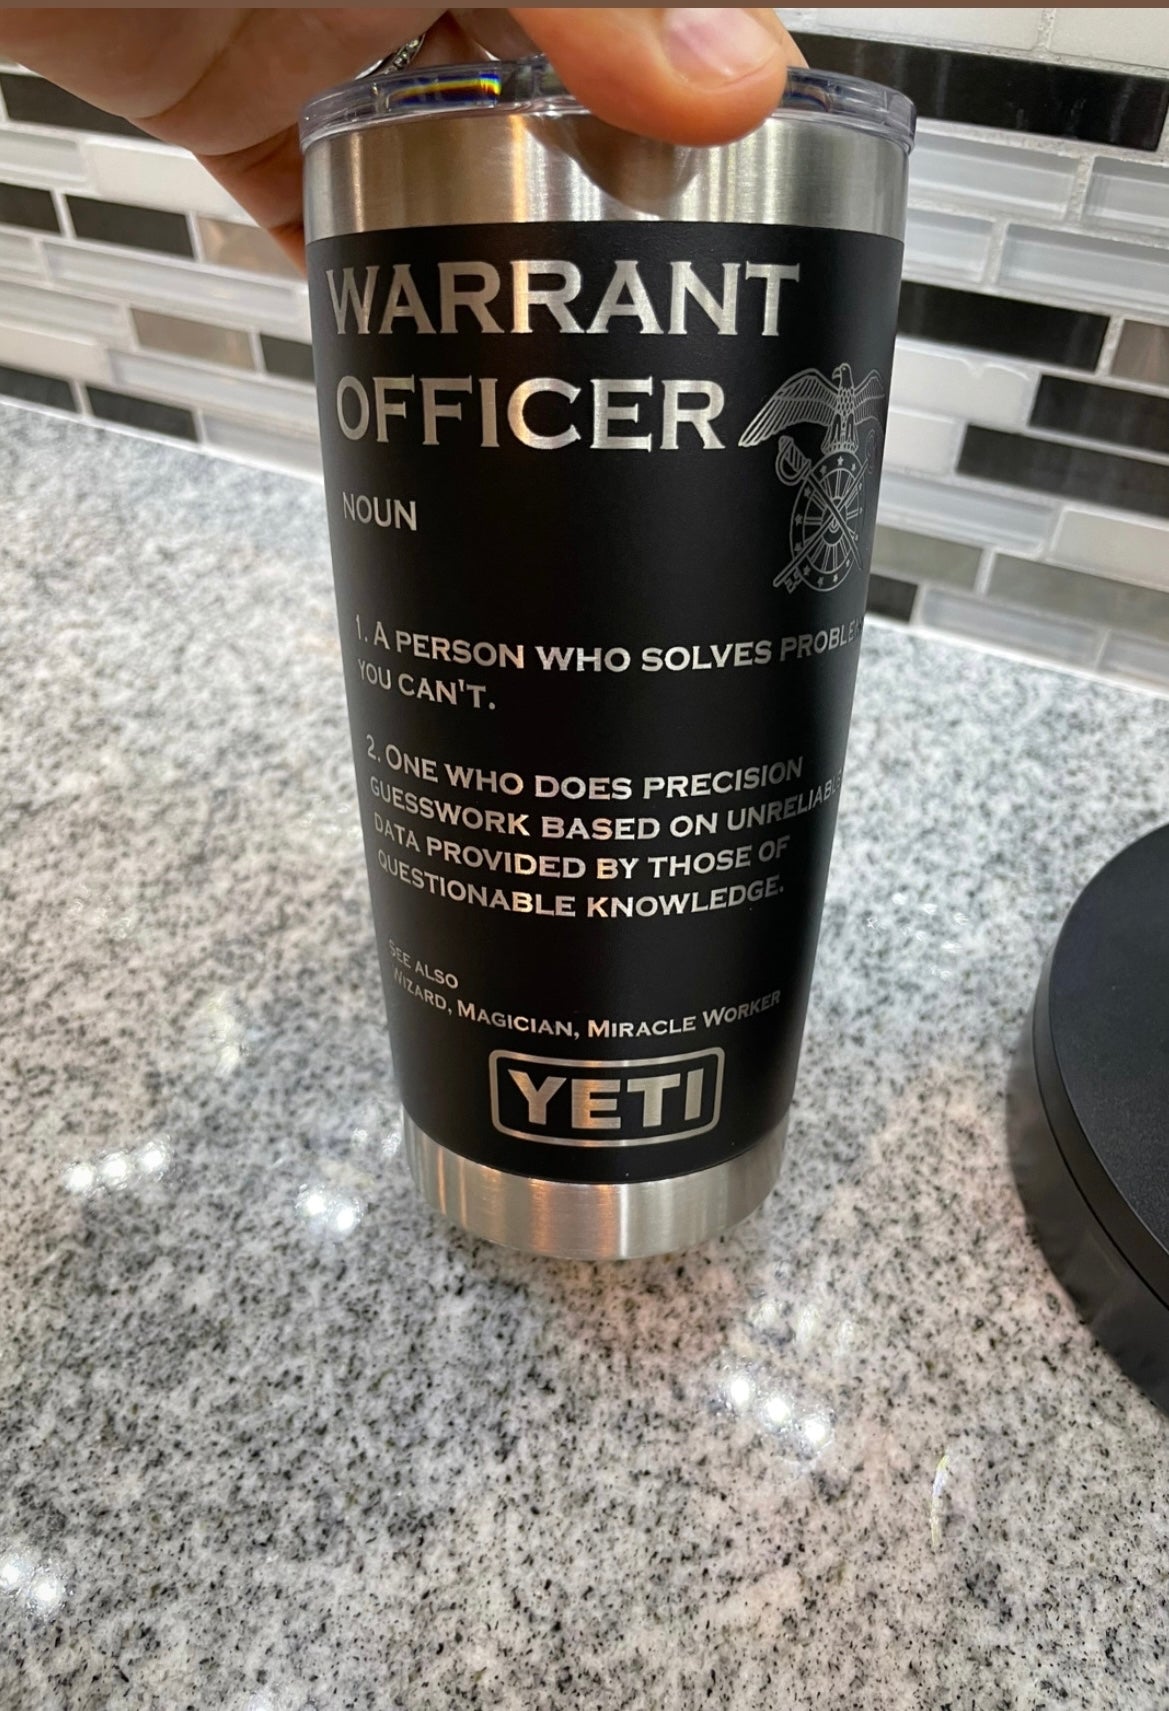 WARRANT
OFFICER
NOUN
1. A PERSON WHO SOLVES
YOU CAN'T.
2. ONE WHO DOES PRECISION
GUESSWORK BASED ON UNRELIABLE
DATA PROVIDED BY THOSE OF
QUESTIONABLE KNOWLEDGE.
SEE ALSO
WIZARD, MAGICIAN, MIRACLE WORKER
YETI